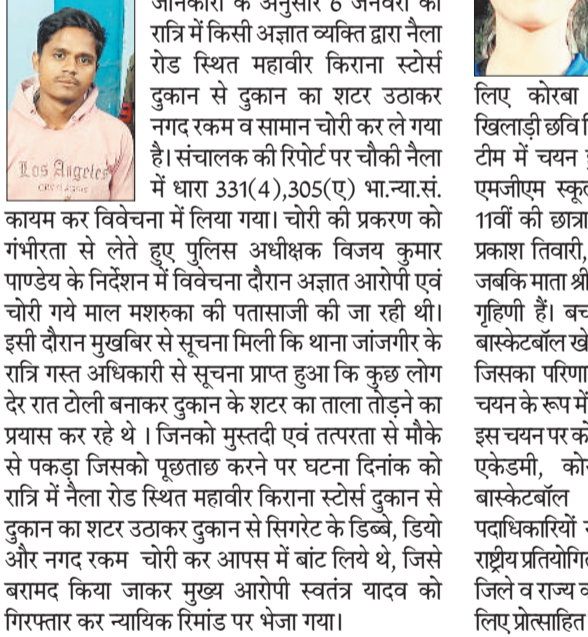 जानकारी के अनुसार 6 जनवरी की
रात्रि में किसी अज्ञात व्यक्ति द्वारा नैला
रोड स्थित महावीर किराना स्टोर्स
दुकान से दुकान का शटर उठाकर
नगद रकम व सामान चोरी कर ले गया
है। संचालक की रिपोर्ट पर चौकी नैला
में धारा 331(4),305(ए) भा.न्या.सं.
कायम कर विवेचना में लिया गया। चोरी की प्रकरण को
गंभीरता से लेते हुए पुलिस अधीक्षक विजय कुमार
पाण्डेय के निर्देशन में विवेचना दौरान अज्ञात आरोपी एवं
चोरी गये माल मशरुका की पतासाजी की जा रही थी।
इसी दौरान मुखबिर से सूचना मिली कि थाना जांजगीर के
रात्रि गस्त अधिकारी से सूचना प्राप्त हुआ कि कुछ लोग
देर रात टोली बनाकर दुकान के शटर का ताला तोड़ने का
प्रयास कर रहे थे । जिनको मुस्तदी एवं तत्परता से मौके
से पकड़ा जिसको पूछताछ करने पर घटना दिनांक को
रात्रि में नैला रोड स्थित महावीर किराना स्टोर्स दुकान से
दुकान का शटर उठाकर दुकान से सिगरेट के डिब्बे, डियो
और नगद रकम चोरी कर आपस में बांट लिये थे, जिसे
बरामद किया जाकर मुख्य आरोपी स्वतंत्र यादव को
गिरफ्तार कर न्यायिक रिमांड पर भेजा गया।
Los Angeles
लिए कोरबा
खिलाड़ी छवि
टीम में चयन
एमजीएम स्कूल
11वीं की छात्रा
प्रकाश तिवारी,
जबकि माता श्री
गृहिणी हैं। बच
बास्केटबॉल खे
जिसका परिणा
चयन के रूप में
इस चयन पर को
एकेडमी, को
बास्केटबॉल
पदाधिकारियों
राष्ट्रीय प्रतियोगि
जिले व राज्य
लिए प्रोत्साहित